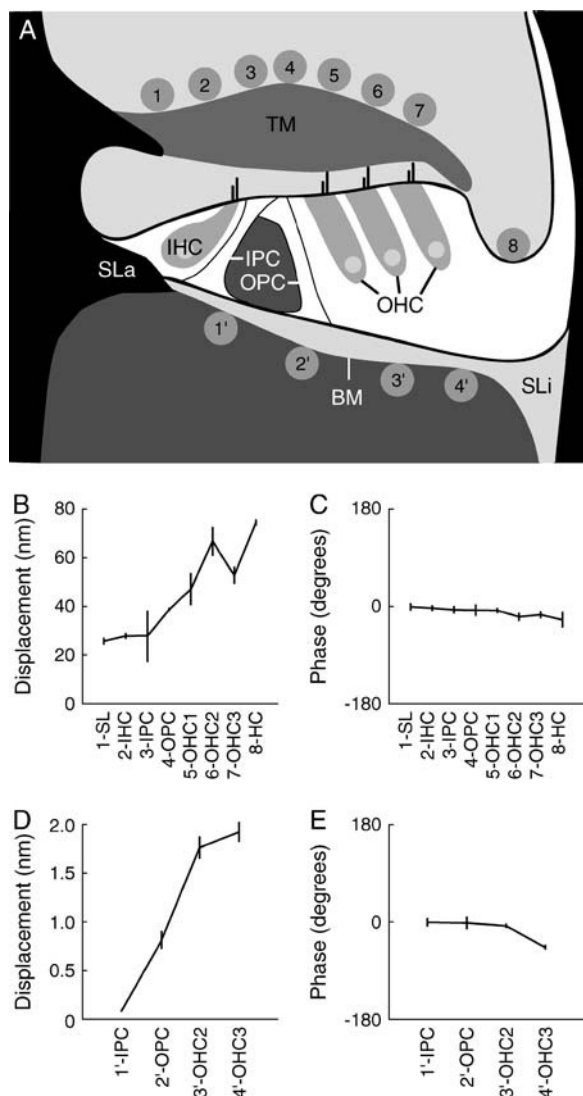 A
1 2 3 4 5 6 7
TM
8
IHC
IPC
OPC
OHC
SLa
1'
2'
3'
4'
BM
SLi
B
Displacement (nm)
80
60
40
20
0
1-SL
2-IHC
3-IPC
4-OPC
5-OHC1
6-OHC2
7-OHC3
8-HC
C
Phase (degrees)
180
0
-180
1-SL
2-IHC
3-IPC
4-OPC
5-OHC1
6-OHC2
7-OHC3
8-HC
D
Displacement (nm)
2.0
1.5
1.0
0.5
0
1'-IPC
2'-OPC
3'-OHC2
4'-OHC3
E
Phase (degrees)
180
0
-180
1'-IPC
2'-OPC
3'-OHC2
4'-OHC3